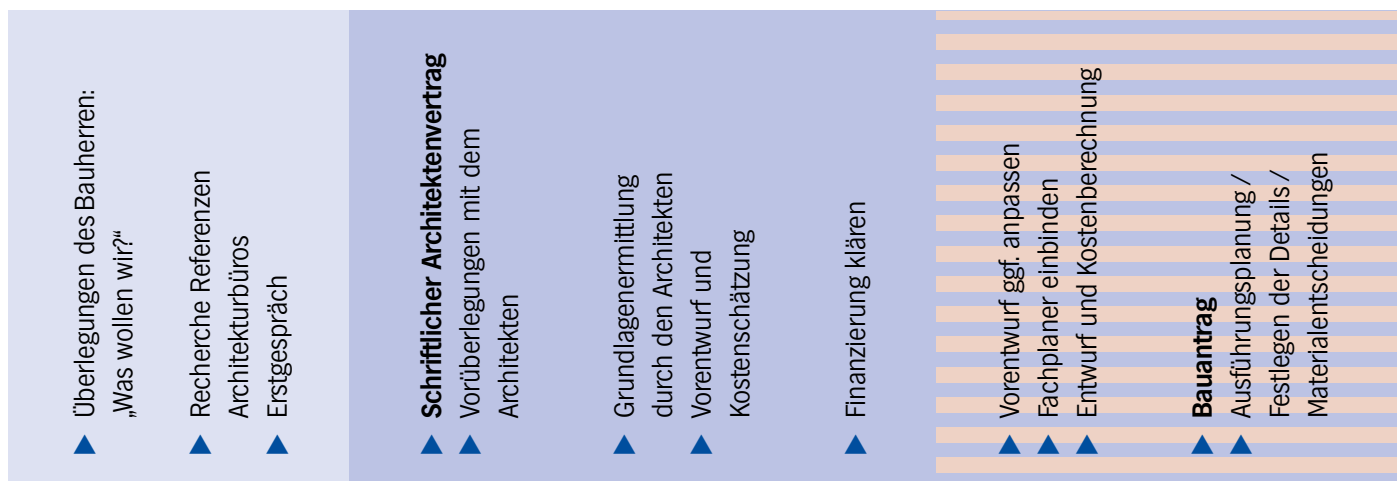 Überlegungen des Bauherren:
„Was wollen wir?“
Recherche Referenzen
Architekturbüros
Erstgespräch
Schriftlicher Architektenvertrag
Vorüberlegungen mit dem
Architekten
Grundlagenermittlung
durch den Architekten
Vorentwurf und
Kostenschätzung
Finanzierung klären
Vorentwurf ggf. anpassen
Fachplaner einbinden
Entwurf und Kostenberechnung
Bauantrag
Ausführungsplanung /
Festlegen der Details /
Materialentscheidungen